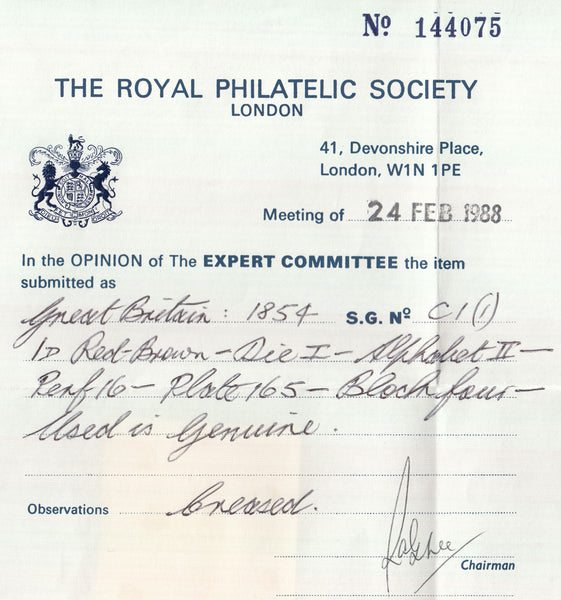 Nº 144075
THE ROYAL PHILATELIC SOCIETY
LONDON
41, Devonshire Place,
London, W1N 1PE
Meeting of 24 FEB 1988
In the OPINION of The EXPERT COMMITTEE the item
submitted as
Great Britain: 1854 S.G. Nº C1(1)
1D Red-Brown - Die I - Alphabet II -
Perf 16 - Plate 165 - Block four -
Used is Genuine.
Observations Creased.
Chairman